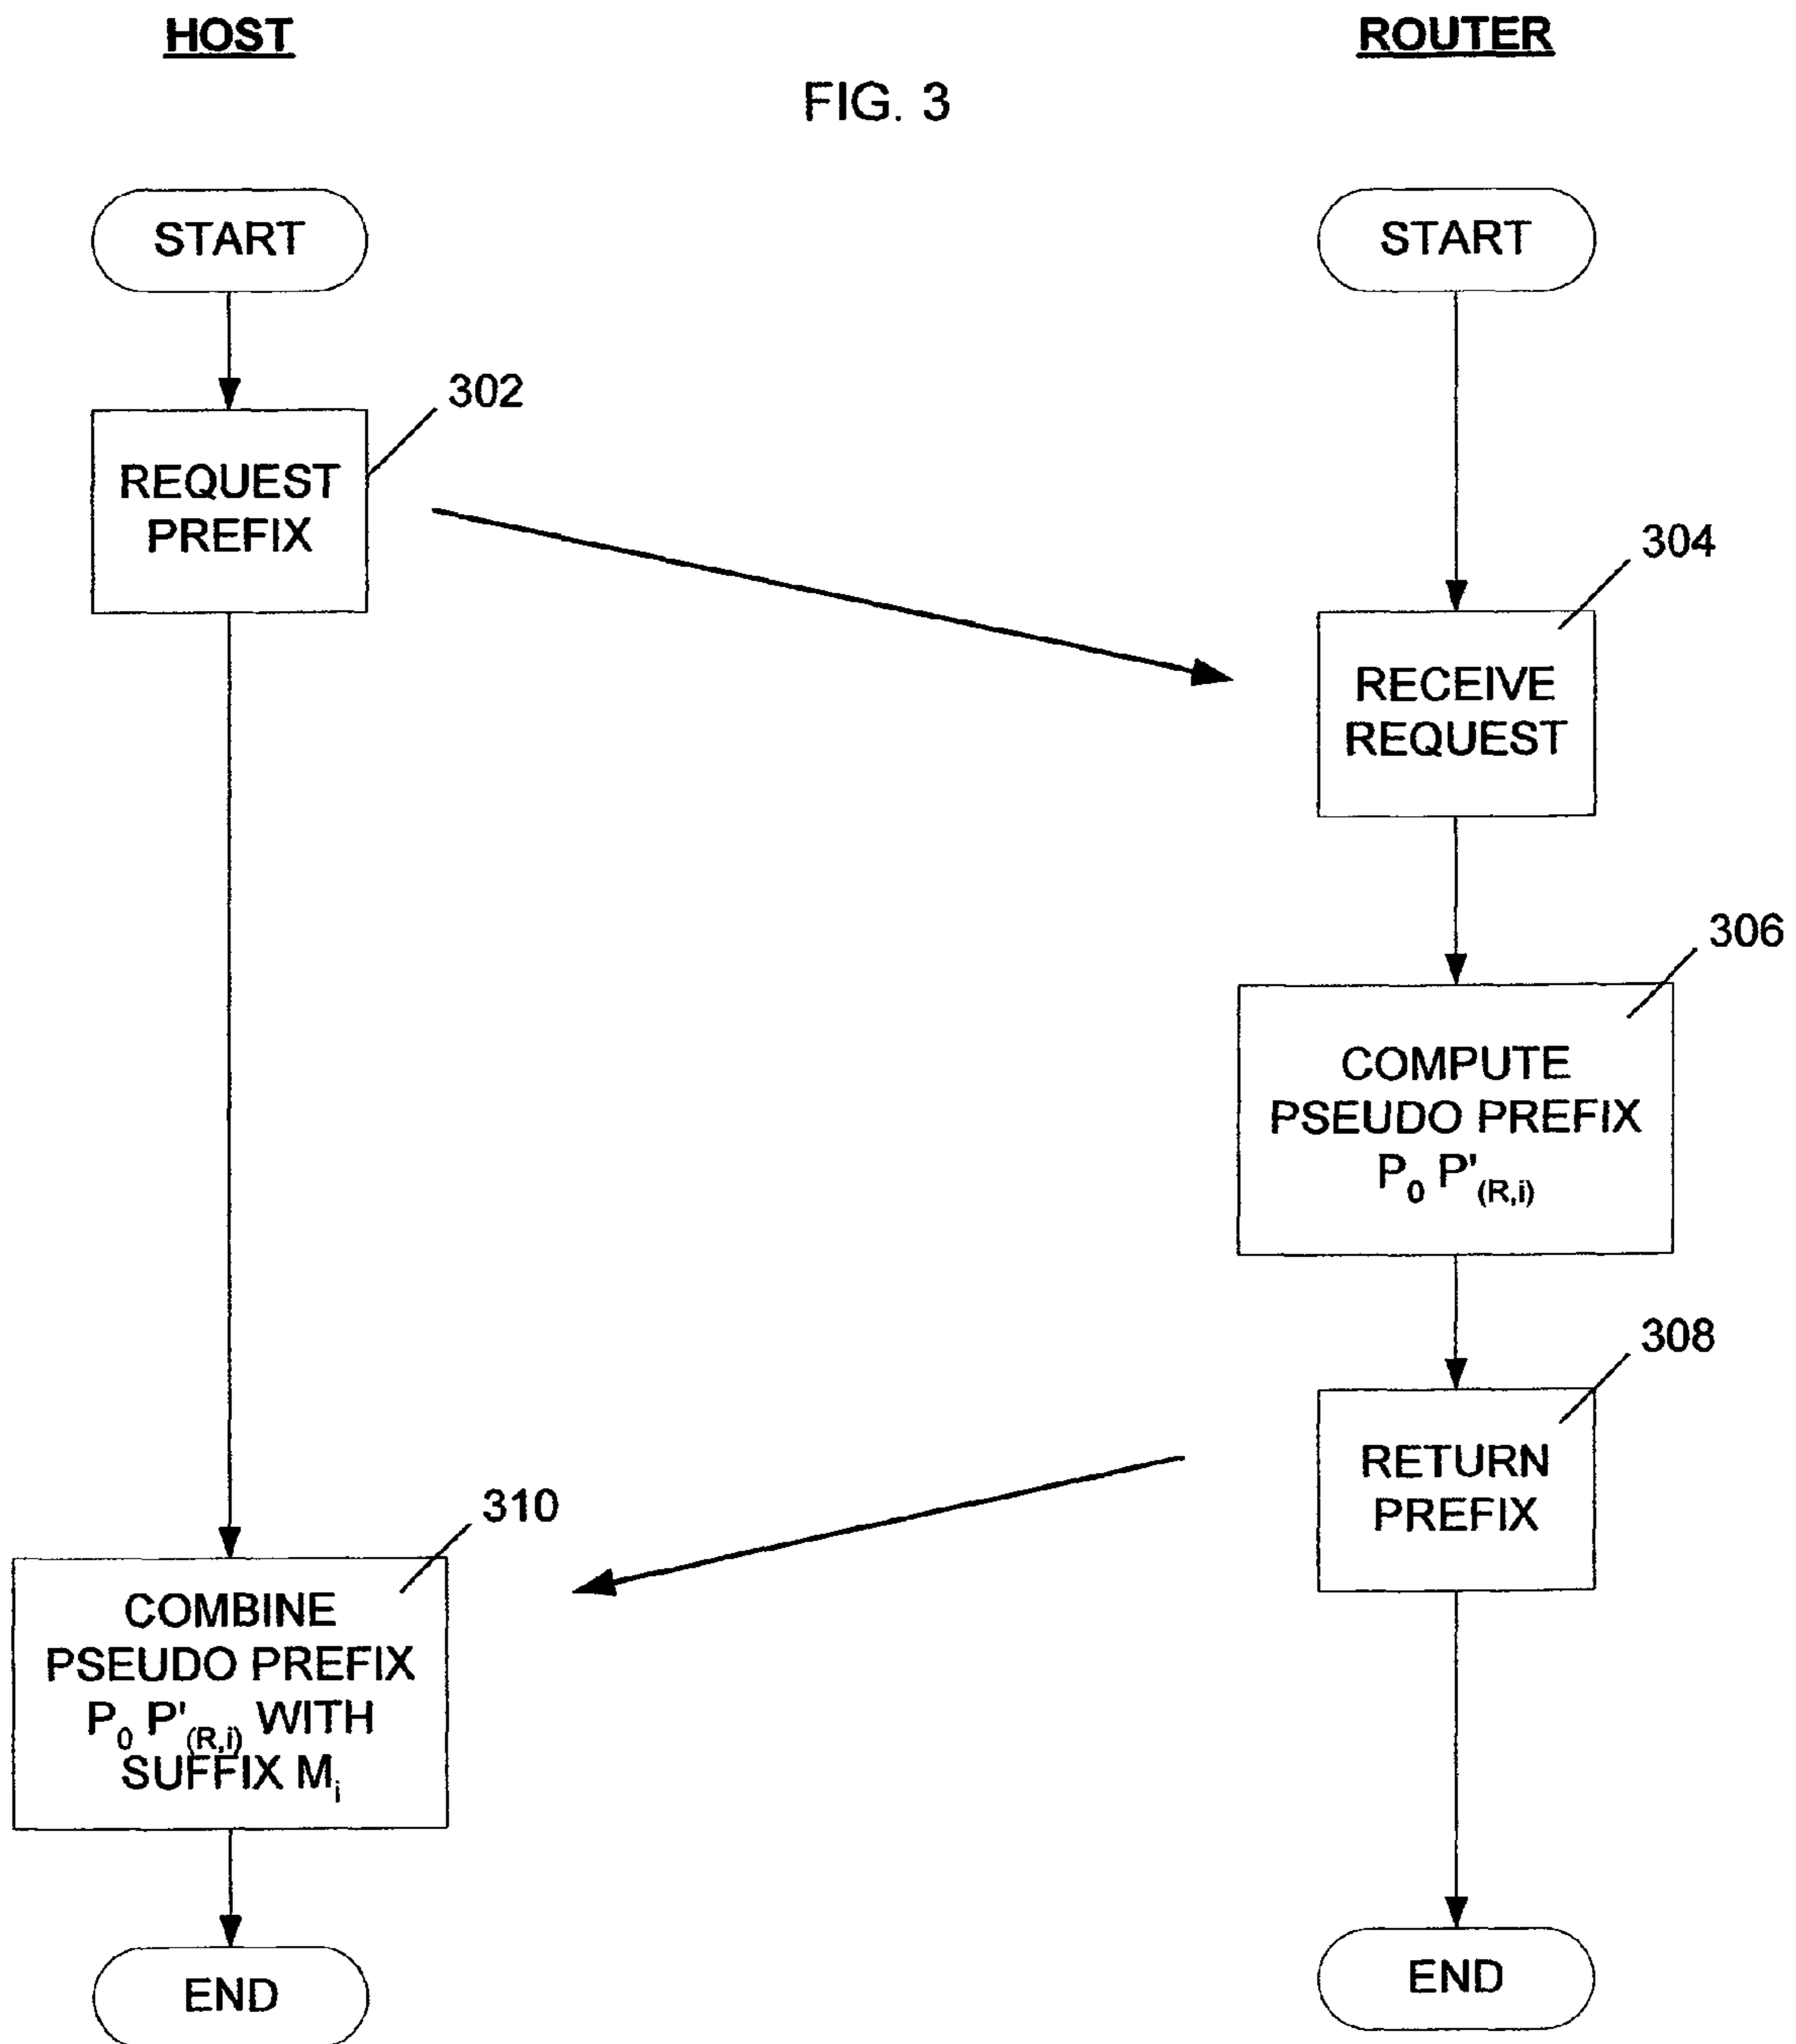 HOST
ROUTER
FIG. 3
START
START
302
REQUEST
PREFIX
304
RECEIVE
REQUEST
306
COMPUTE
PSEUDO PREFIX
P₀ P'₍R,i₎
308
RETURN
PREFIX
310
COMBINE
PSEUDO PREFIX
P₀ P'₍R,i₎ WITH
SUFFIX Mᵢ
END
END